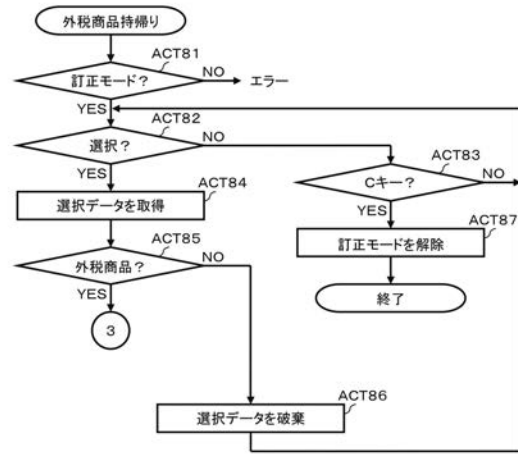 外税商品持帰り
ACT81
訂正モード?
NO
エラー
YES
ACT82
選択?
NO
YES
ACT83
Cキー?
NO
YES
ACT84
選択データを取得
ACT87
訂正モードを解除
ACT85
外税商品?
NO
YES
終了
3
ACT86
選択データを破棄